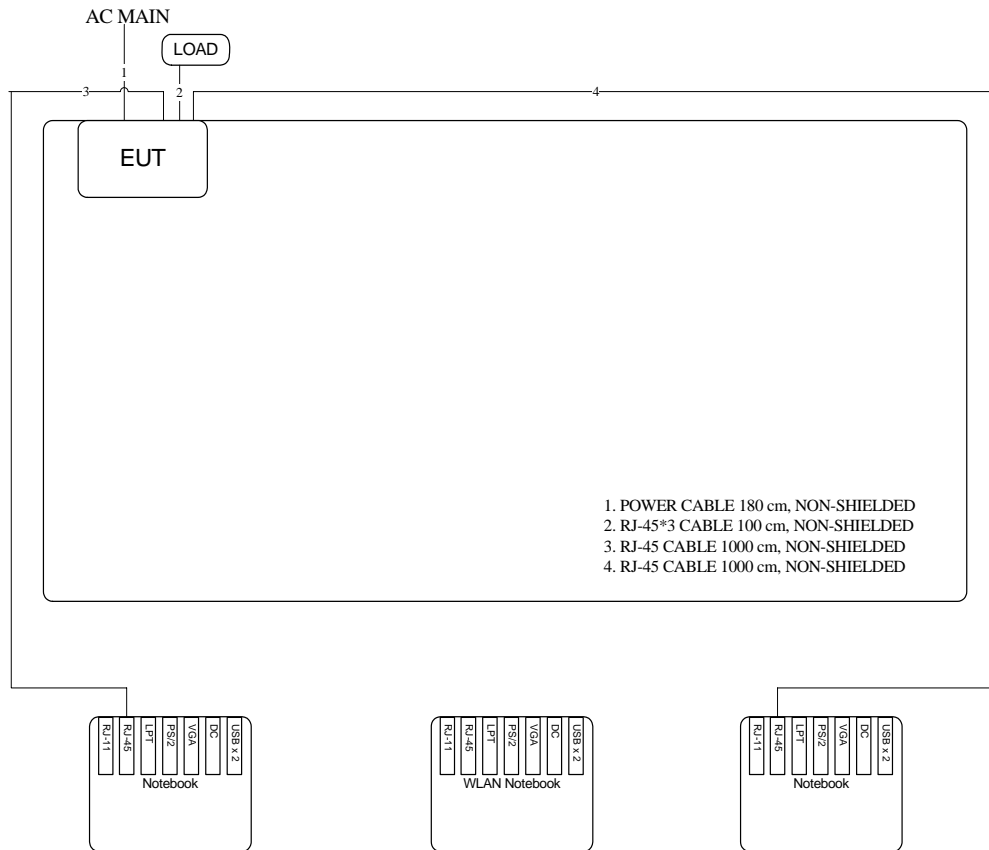 AC MAIN
LOAD
1
3
2
4
EUT
1. POWER CABLE 180 cm, NON-SHIELDED
2. RJ-45*3 CABLE 100 cm, NON-SHIELDED
3. RJ-45 CABLE 1000 cm, NON-SHIELDED
4. RJ-45 CABLE 1000 cm, NON-SHIELDED
RJ-11
RJ-45
LPT
PS/2
VGA
DC
USB x 2
Notebook
RJ-11
RJ-45
LPT
PS/2
VGA
DC
USB x 2
WLAN Notebook
RJ-11
RJ-45
LPT
PS/2
VGA
DC
USB x 2
Notebook